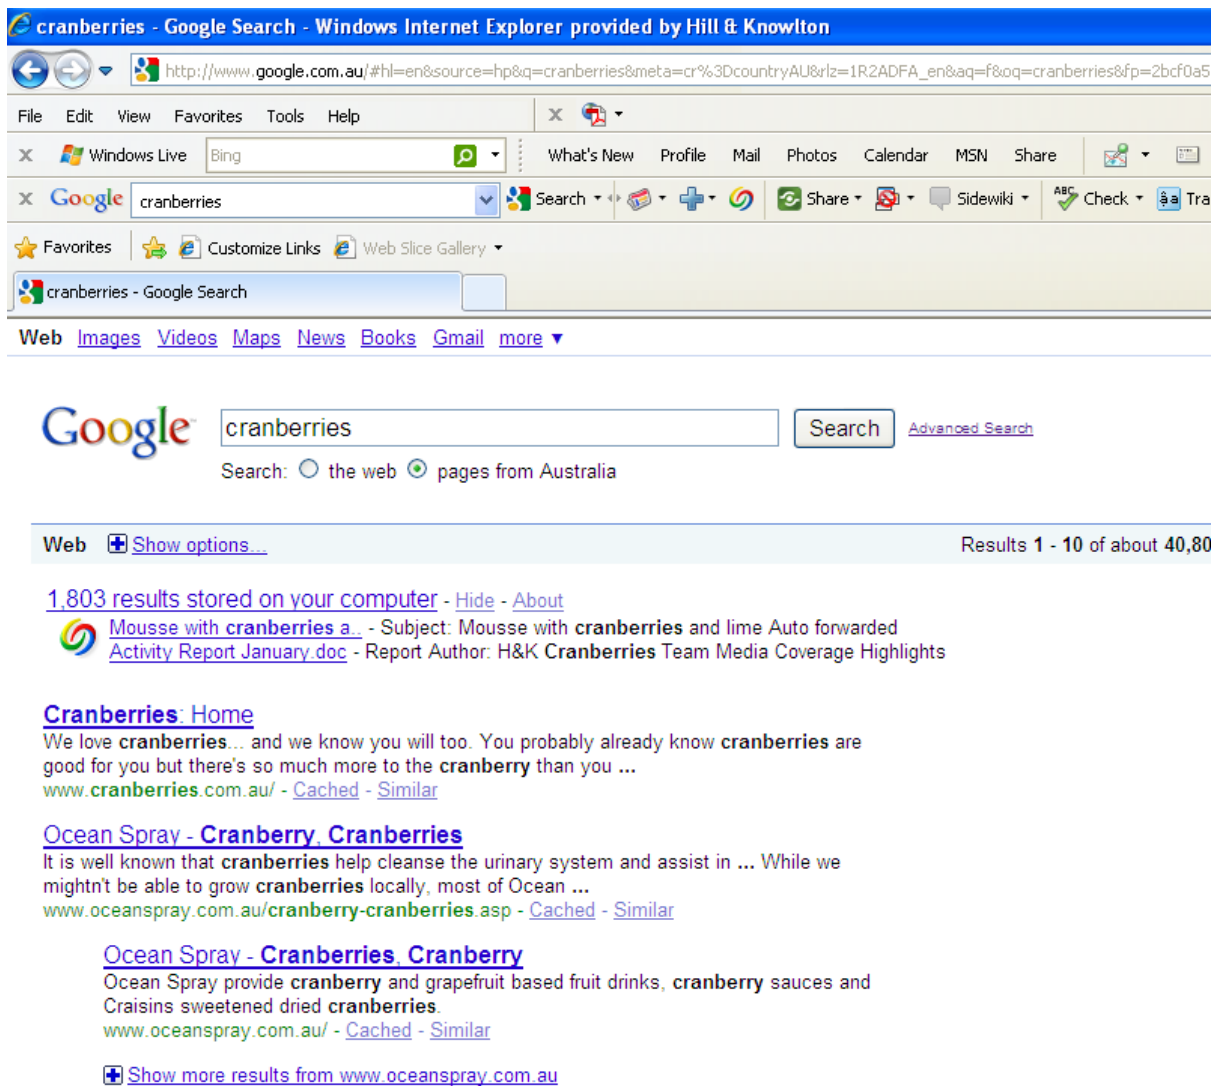 cranberries - Google Search - Windows Internet Explorer provided by Hill & Knowlton
http://www.google.com.au/#hl=en&source=hp&q=cranberries&meta=cr%3DcountryAU&rlz=1R2ADFA_en&aq=f&oq=cranberries&fp=2bcf0a5
File Edit View Favorites Tools Help
Windows Live Bing What's New Profile Mail Photos Calendar MSN Share
Google cranberries Search Share Sidewiki ABC Check Tra
Favorites Customize Links Web Slice Gallery
cranberries - Google Search
Web Images Videos Maps News Books Gmail more
Google cranberries Search Advanced Search
Search: the web pages from Australia
Web Show options... Results 1 - 10 of about 40,80
1,803 results stored on your computer - Hide - About
Mousse with cranberries a.. - Subject: Mousse with cranberries and lime Auto forwarded
Activity Report January.doc - Report Author: H&K Cranberries Team Media Coverage Highlights
Cranberries: Home
We love cranberries... and we know you will too. You probably already know cranberries are
good for you but there's so much more to the cranberry than you ...
www.cranberries.com.au/ - Cached - Similar
Ocean Spray - Cranberry, Cranberries
It is well known that cranberries help cleanse the urinary system and assist in ... While we
mightn't be able to grow cranberries locally, most of Ocean ...
www.oceanspray.com.au/cranberry-cranberries.asp - Cached - Similar
Ocean Spray - Cranberries, Cranberry
Ocean Spray provide cranberry and grapefruit based fruit drinks, cranberry sauces and
Craisins sweetened dried cranberries.
www.oceanspray.com.au/ - Cached - Similar
Show more results from www.oceanspray.com.au